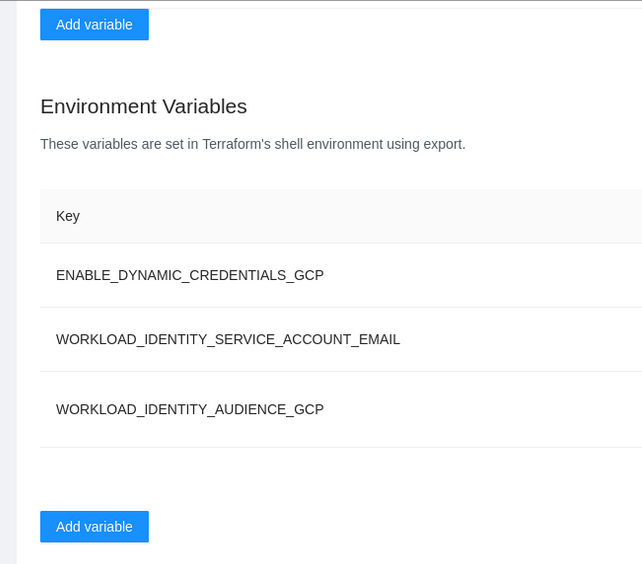 Add variable
Environment Variables
These variables are set in Terraform's shell environment using export.
Key
ENABLE_DYNAMIC_CREDENTIALS_GCP
WORKLOAD_IDENTITY_SERVICE_ACCOUNT_EMAIL
WORKLOAD_IDENTITY_AUDIENCE_GCP
Add variable